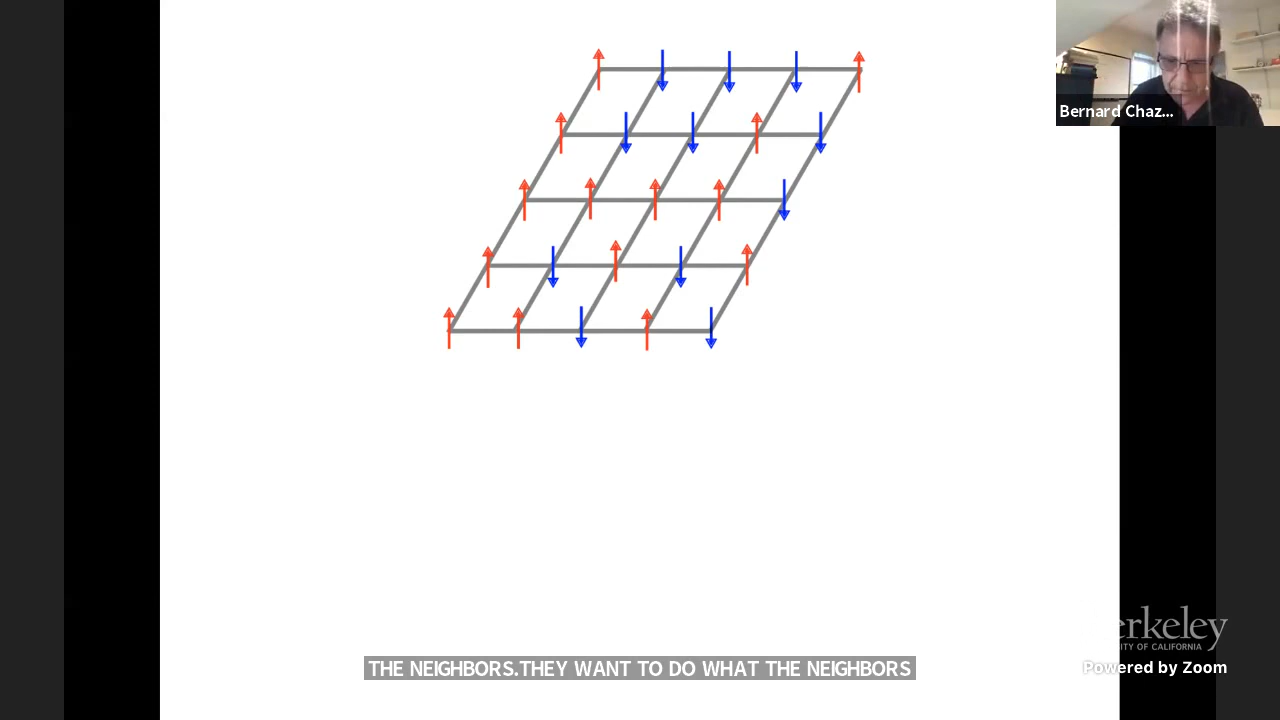 Bernard Chaz...
erkeley
ITY OF CALIFORNIA
Powered by Zoom
THE NEIGHBORS.THEY WANT TO DO WHAT THE NEIGHBORS